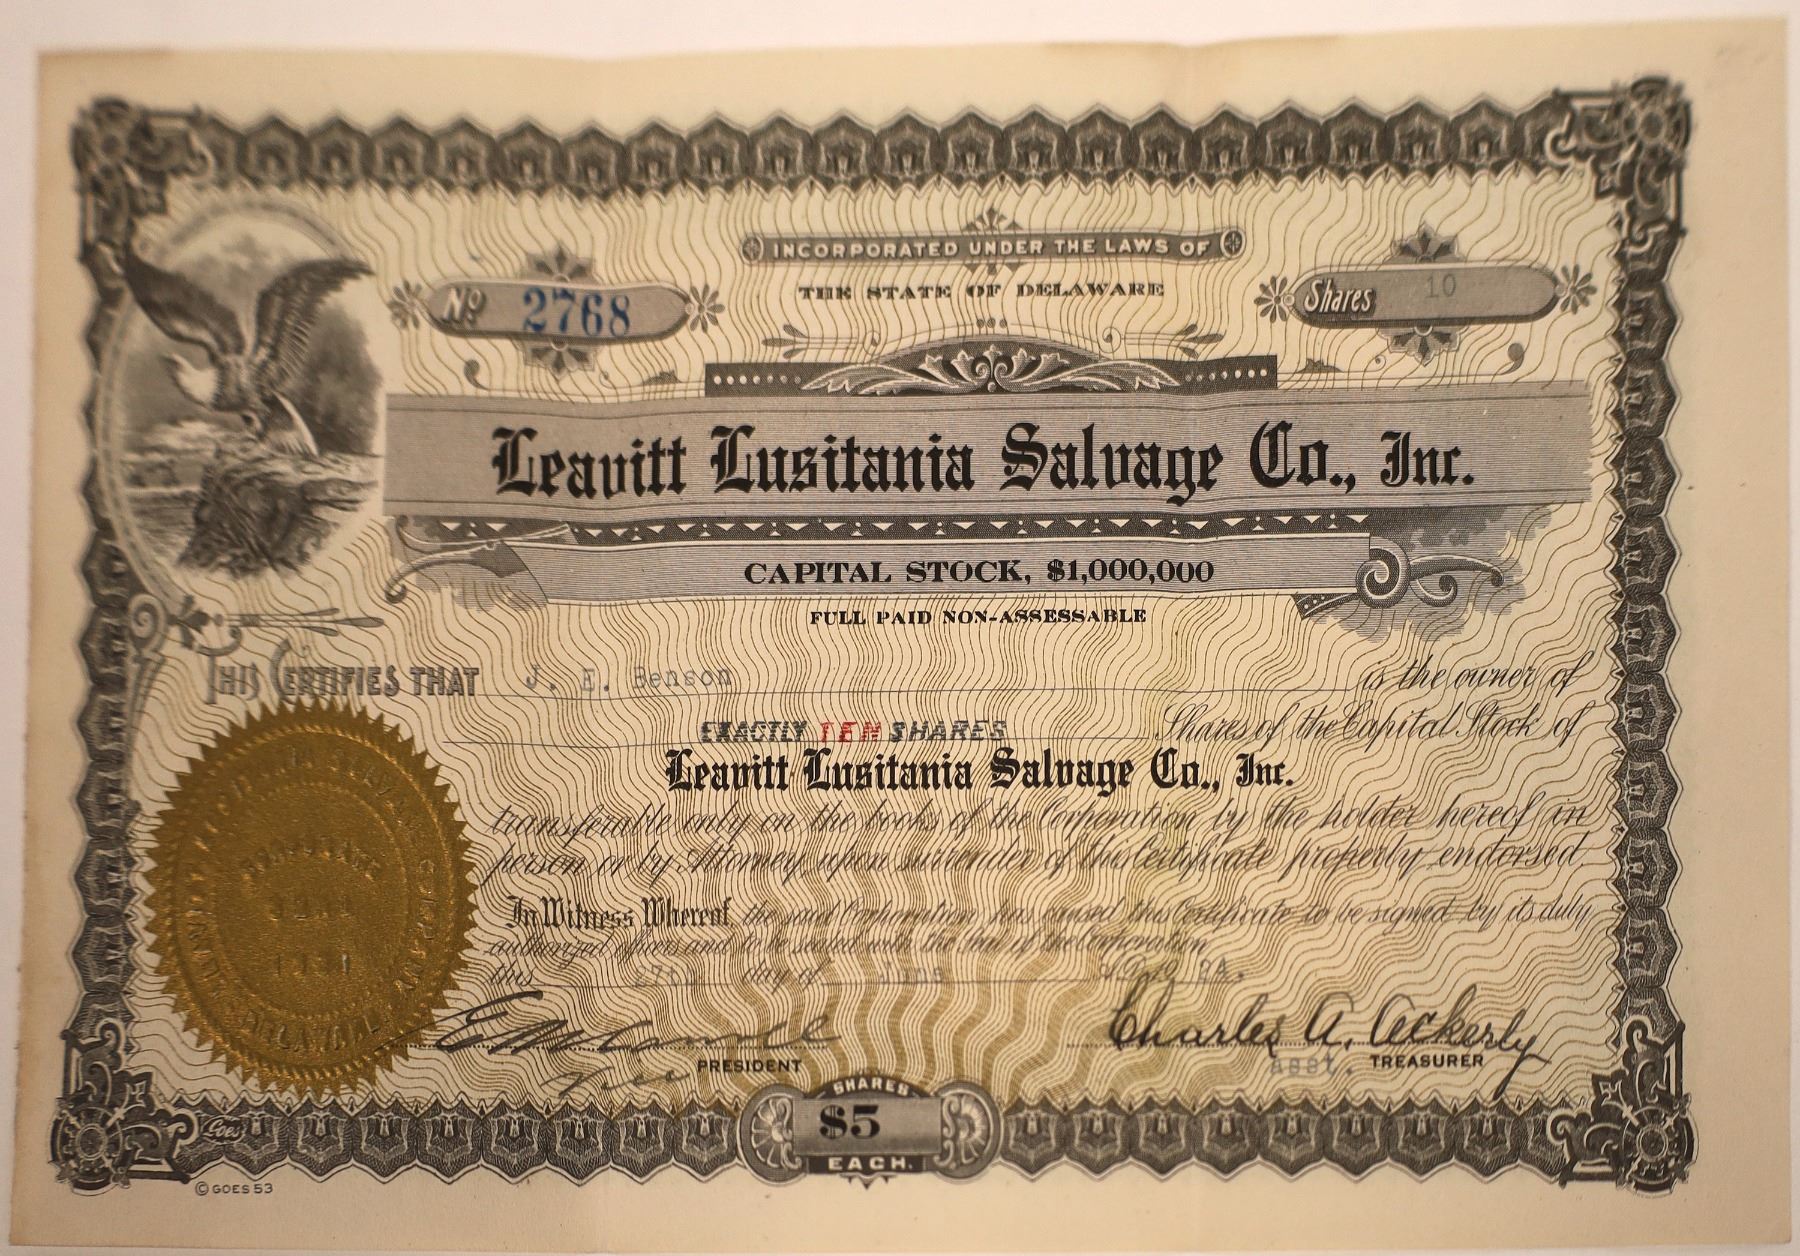 INCORPORATED UNDER THE LAWS OF
THE STATE OF DELAWARE
No 2768
Shares 10
Leavitt Lusitania Salvage Co., Inc.
CAPITAL STOCK, $1,000,000
FULL PAID NON-ASSESSABLE
THIS CERTIFIES THAT J. E. Benson is the owner of
EXACTLY TEN SHARES Shares of the Capital Stock of
Leavitt Lusitania Salvage Co., Inc.
transferable only on the books of the Corporation by the holder hereof in
person or by Attorney, upon surrender of this Certificate properly endorsed.
In Witness Whereof, the said Corporation has caused this Certificate to be signed by its duly
authorized officers and to be sealed with the Seal of the Corporation
this 27th day of June A.D. 19 24.
Charles A. Ackerly
Vice PRESIDENT
Asst. TREASURER
SHARES
$5
EACH.
Goes
© GOES 53